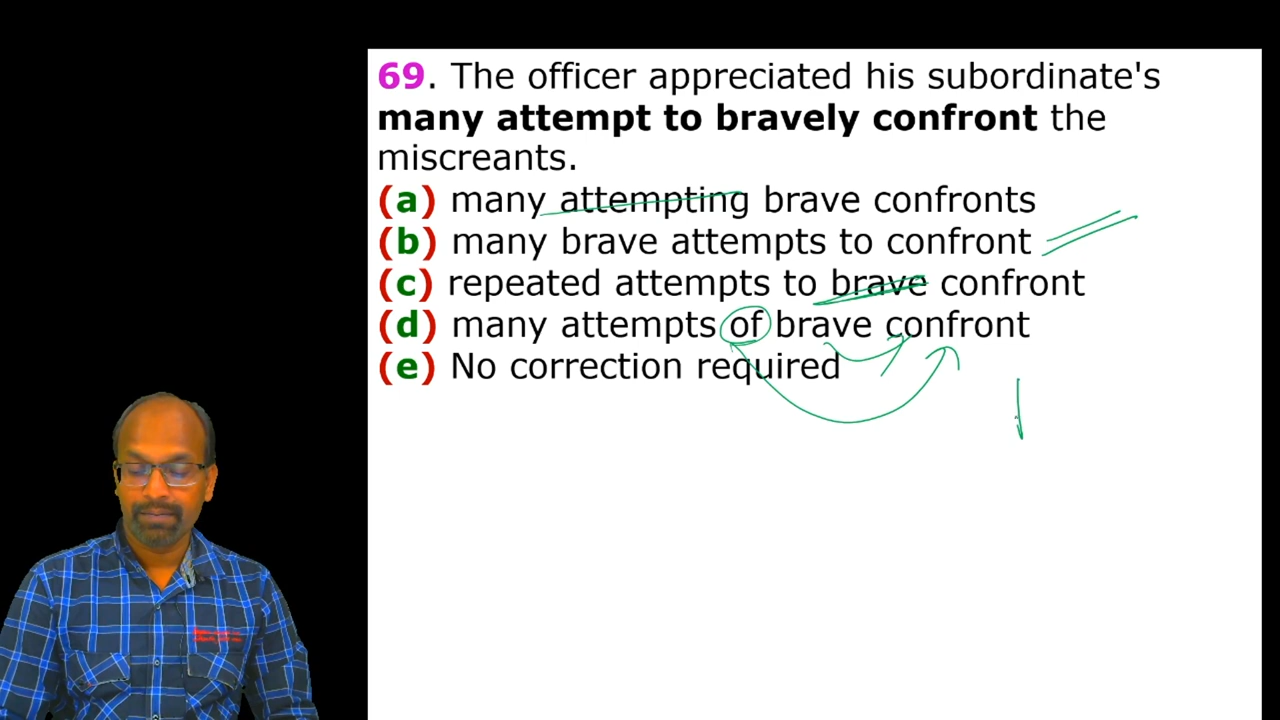 69. The officer appreciated his subordinate's
many attempt to bravely confront the
miscreants.
(a) many attempting brave confronts
(b) many brave attempts to confront
(c) repeated attempts to brave confront
(d) many attempts of brave confront
(e) No correction required